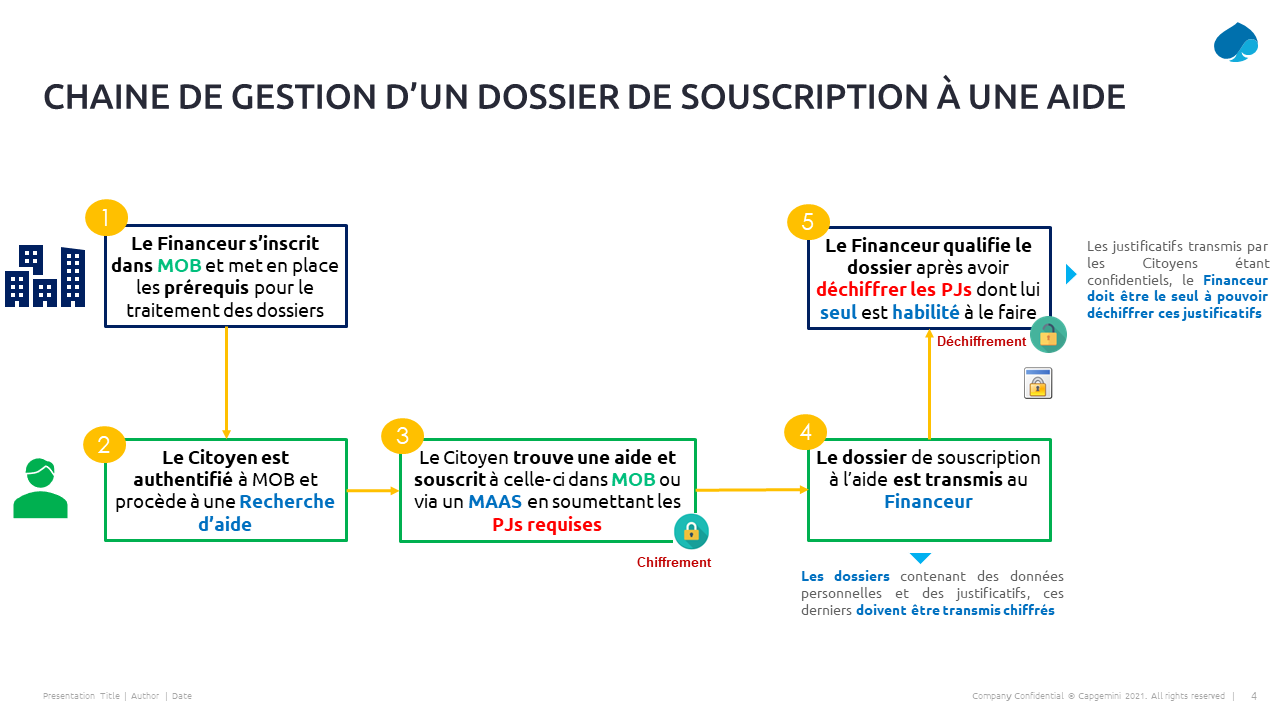 CHAINE DE GESTION D’UN DOSSIER DE SOUSCRIPTION À UNE AIDE
1
Le Financeur s’inscrit
dans MOB et met en place
les prérequis pour le
traitement des dossiers
2
Le Citoyen est
authentifié à MOB et
procède à une Recherche
d’aide
3
Le Citoyen trouve une aide et
souscrit à celle-ci dans MOB ou
via un MAAS en soumettant les
PJs requises
Chiffrement
4
Le dossier de souscription
à l’aide est transmis au
Financeur
Les dossiers contenant des données
personnelles et des justificatifs, ces
derniers doivent être transmis chiffrés
5
Le Financeur qualifie le
dossier après avoir
déchiffrer les PJs dont lui
seul est habilité à le faire
Déchiffrement
Les justificatifs transmis par
les Citoyens étant
confidentiels, le Financeur
doit être le seul à pouvoir
déchiffrer ces justificatifs
Presentation Title | Author | Date
Company Confidential © Capgemini 2021. All rights reserved |
4